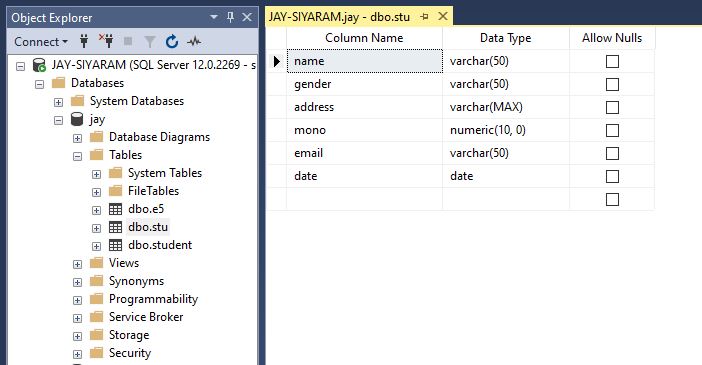 Object Explorer
Connect
JAY-SIYARAM (SQL Server 12.0.2269 - s
Databases
System Databases
jay
Database Diagrams
Tables
System Tables
FileTables
dbo.e5
dbo.stu
dbo.student
Views
Synonyms
Programmability
Service Broker
Storage
Security
JAY-SIYARAM.jay - dbo.stu
Column Name Data Type Allow Nulls
name varchar(50)
gender varchar(50)
address varchar(MAX)
mono numeric(10, 0)
email varchar(50)
date date